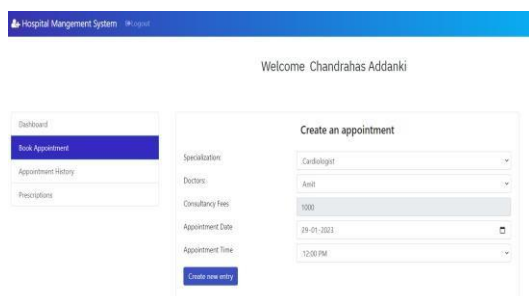 Hospital Mangement System Logout
Welcome Chandrahas Addanki
Dashboard
Book Appointment
Appointment History
Prescriptions
Create an appointment
Specialization:
Cardiologist
Doctors:
Amit
Consultancy Fees
1000
Appointment Date
29-01-2023
Appointment Time
12:00 PM
Create new entry